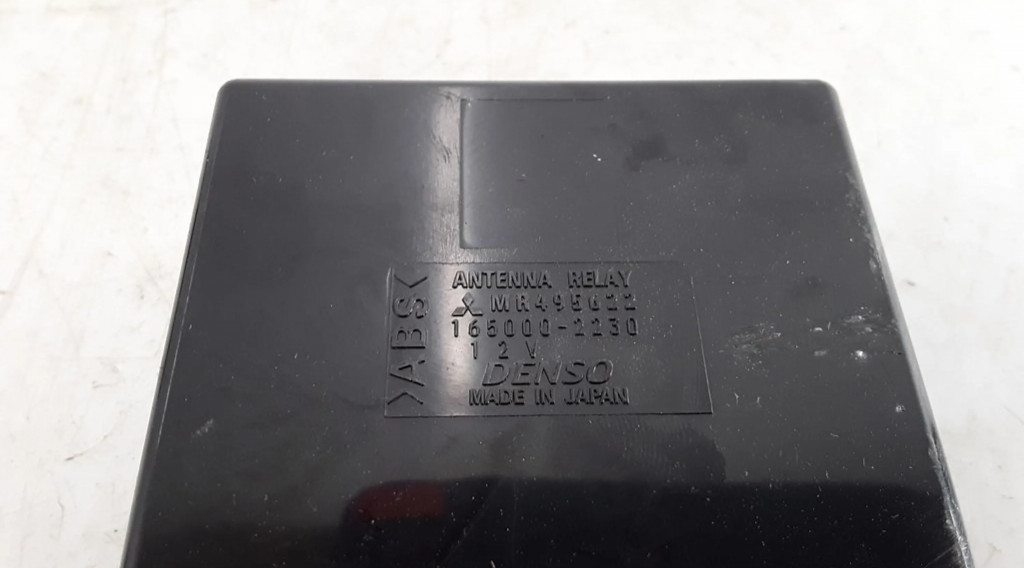 ANTENNA RELAY
MR495622
165000-2230
12V
DENSO
MADE IN JAPAN
>ABS<